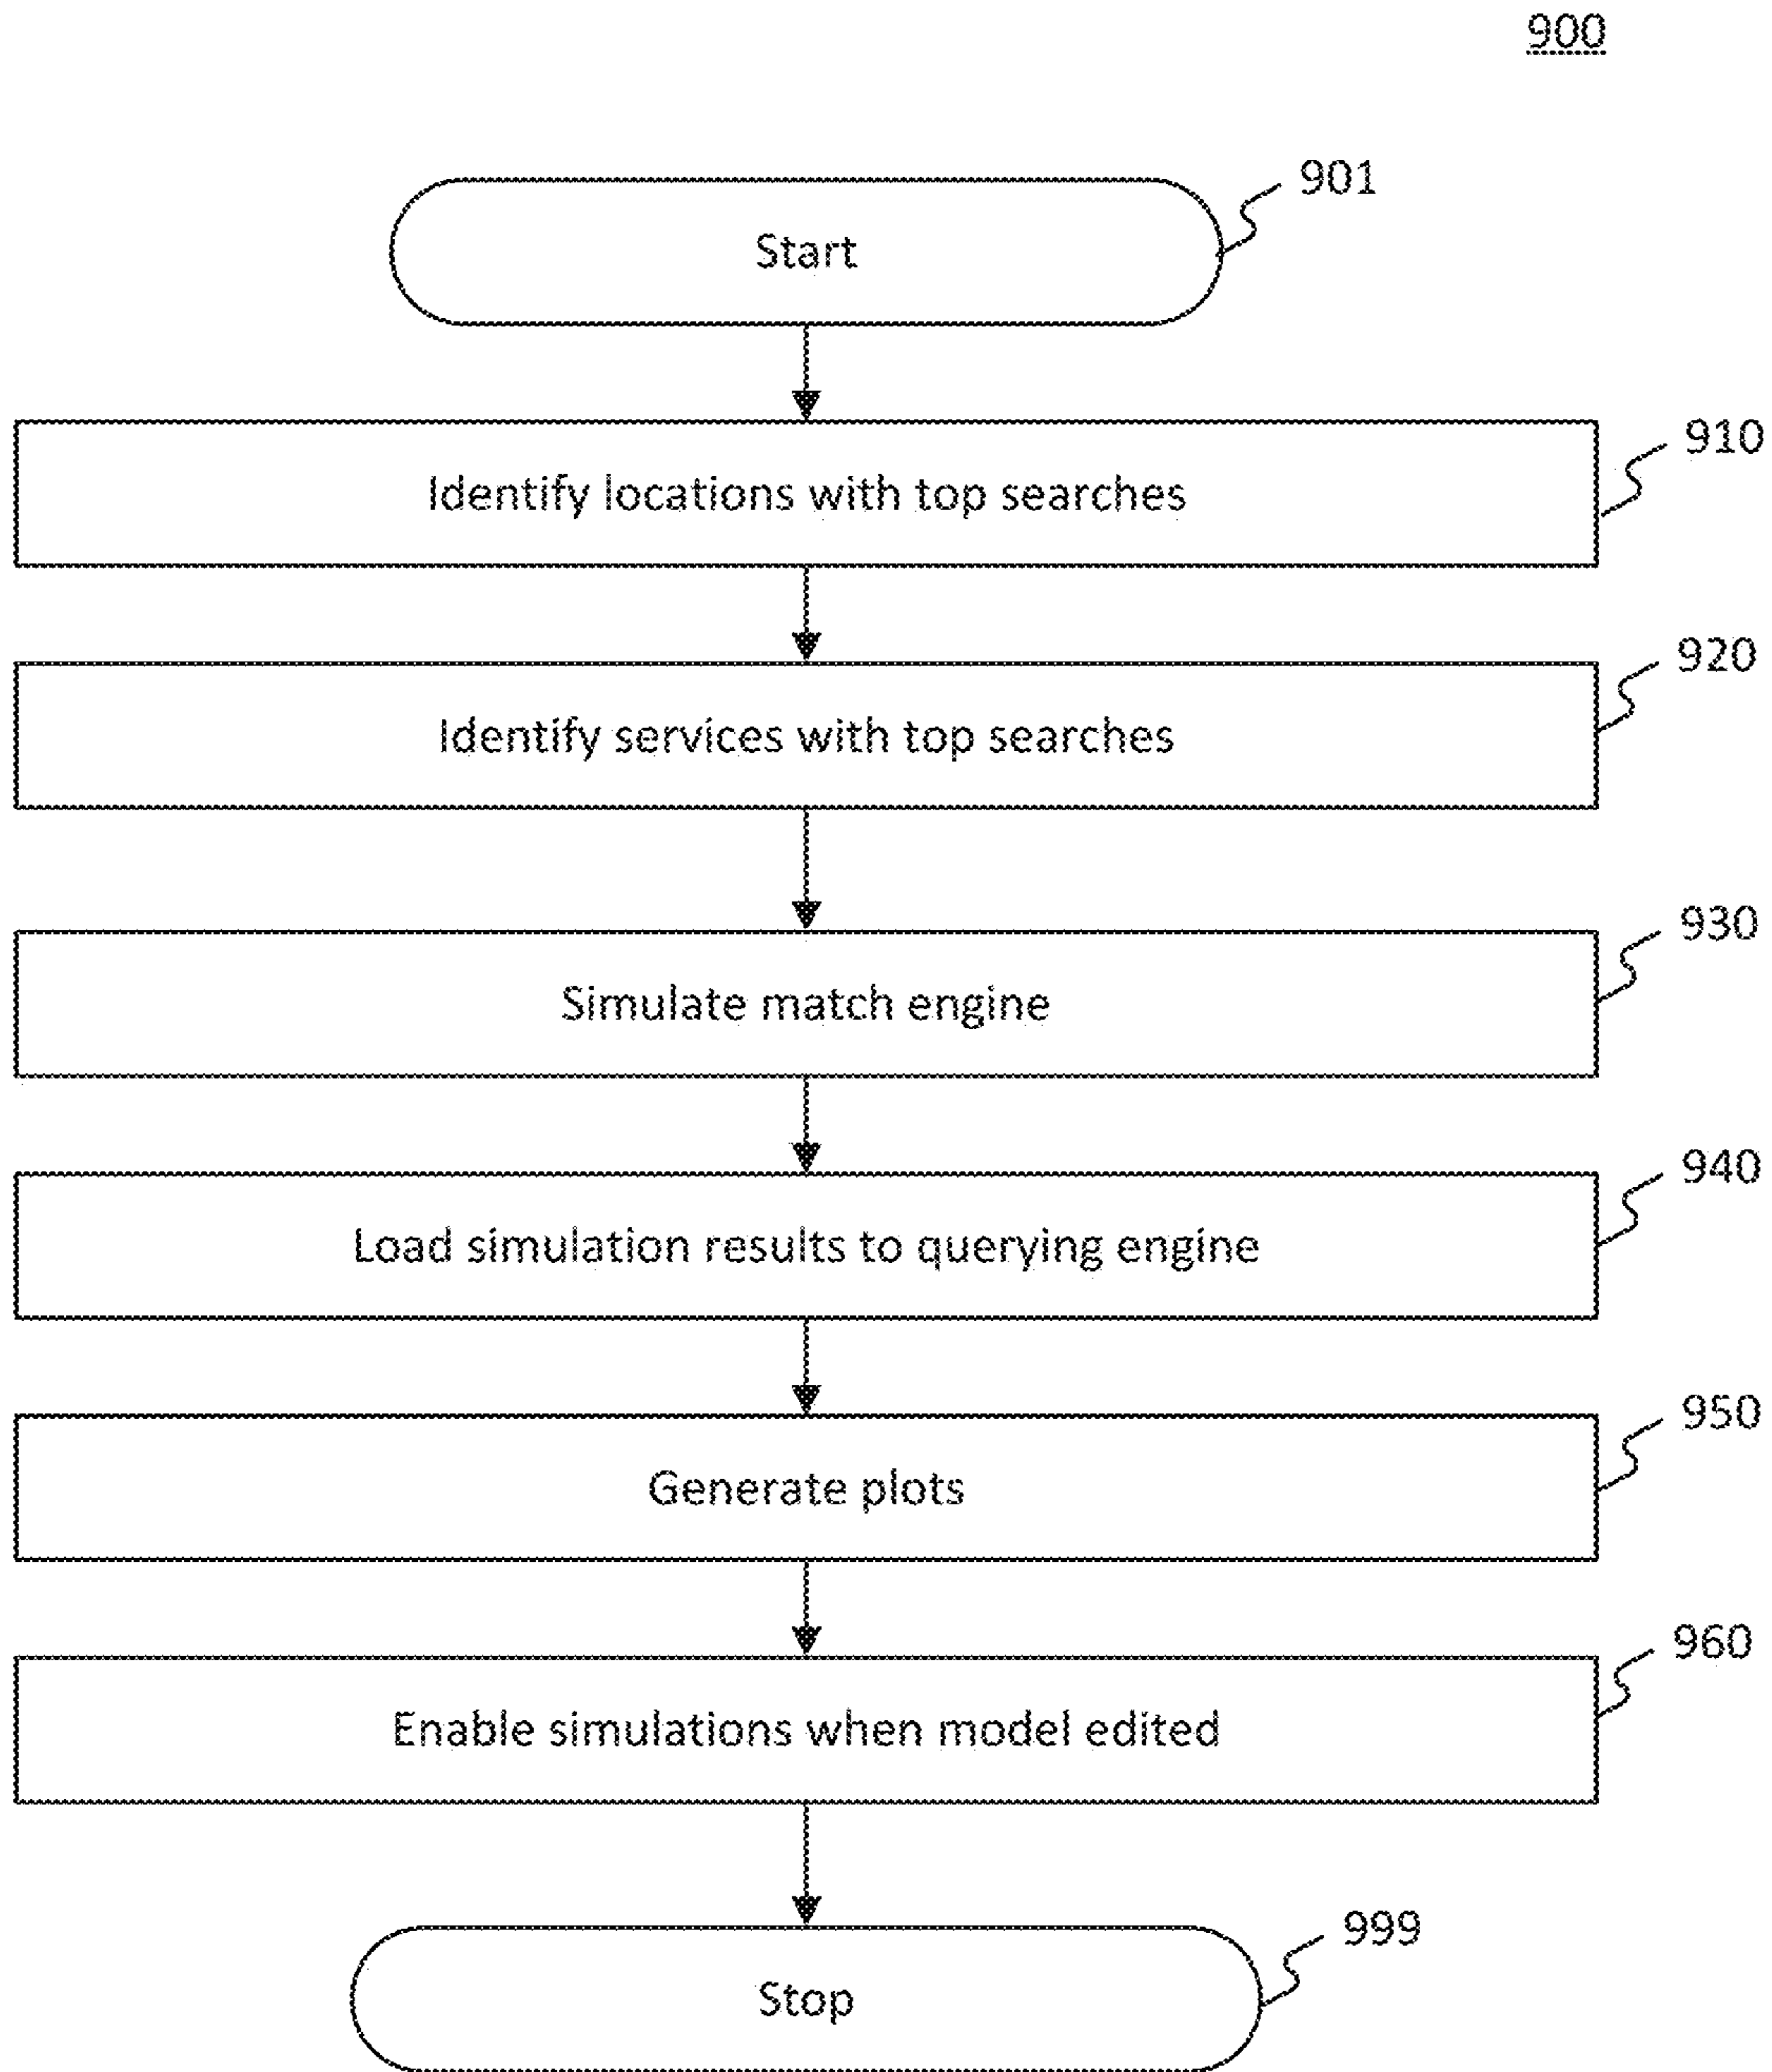 900
901
Start
910
Identify locations with top searches
920
Identify services with top searches
930
Simulate match engine
940
Load simulation results to querying engine
950
Generate plots
960
Enable simulations when model edited
999
Stop